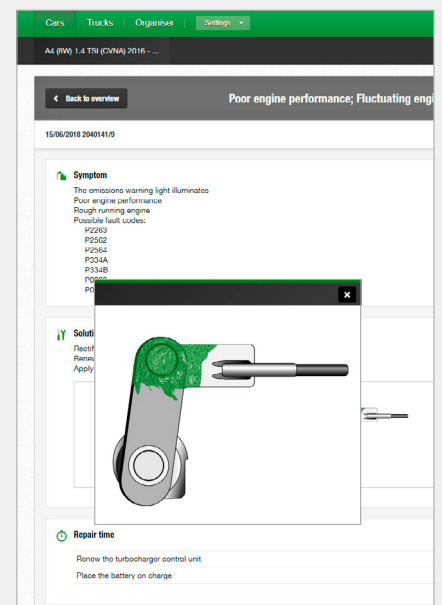 Cars Trucks Organiser Settings
A4 (8W) 1.4 TSI (CVNA) 2016 - ...
Back to overview
Poor engine performance; Fluctuating engi
15/06/2018 2040141/9
Symptom
The emissions warning light illuminates
Poor engine performance
Rough running engine
Possible fault codes:
P2263
P2562
P2564
P334A
P334B
Soluti
Rectif
Renew
Apply
Repair time
Renew the turbocharger control unit
Place the battery on charge